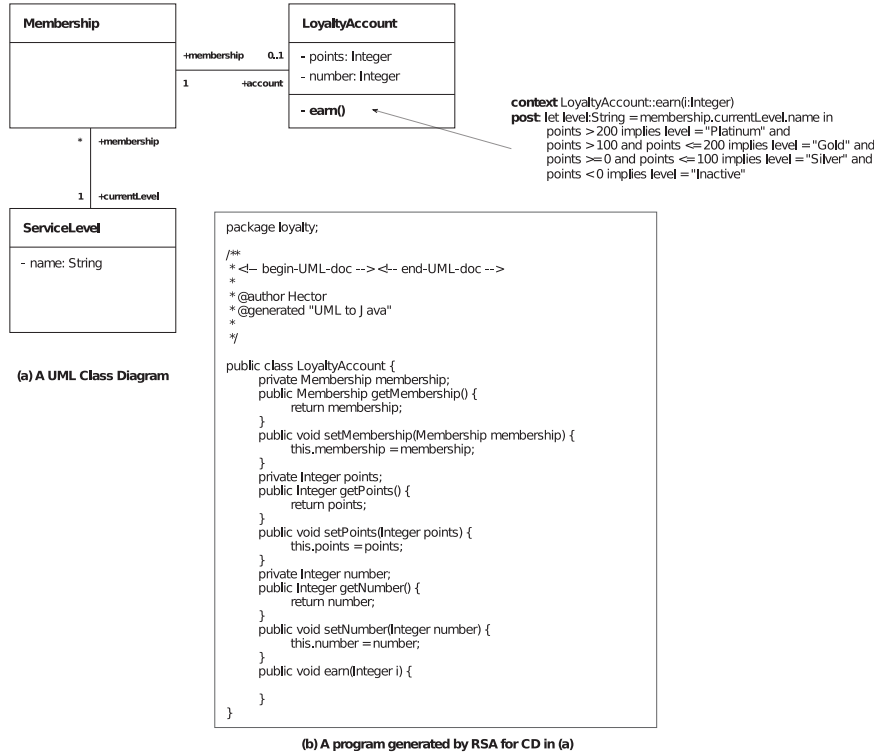 Membership
LoyaltyAccount
+membership 0..1
1 +account
- points: Integer
- number: Integer
- earn()
context LoyaltyAccount::earn(i:Integer)
post: let level:String = membership.currentLevel.name in
points > 200 implies level = "Platinum" and
points > 100 and points <= 200 implies level = "Gold" and
points >= 0 and points <= 100 implies level = "Silver" and
points < 0 implies level = "Inactive"
* +membership
1 +currentLevel
ServiceLevel
- name: String
(a) A UML Class Diagram
package loyalty;
/**
* <!-- begin-UML-doc --> <!-- end-UML-doc -->
*
* @author Hector
* @generated "UML to Java"
*
*/
public class LoyaltyAccount {
private Membership membership;
public Membership getMembership() {
return membership;
}
public void setMembership(Membership membership) {
this.membership = membership;
}
private Integer points;
public Integer getPoints() {
return points;
}
public void setPoints(Integer points) {
this.points = points;
}
private Integer number;
public Integer getNumber() {
return number;
}
public void setNumber(Integer number) {
this.number = number;
}
public void earn(Integer i) {
}
}
(b) A program generated by RSA for CD in (a)